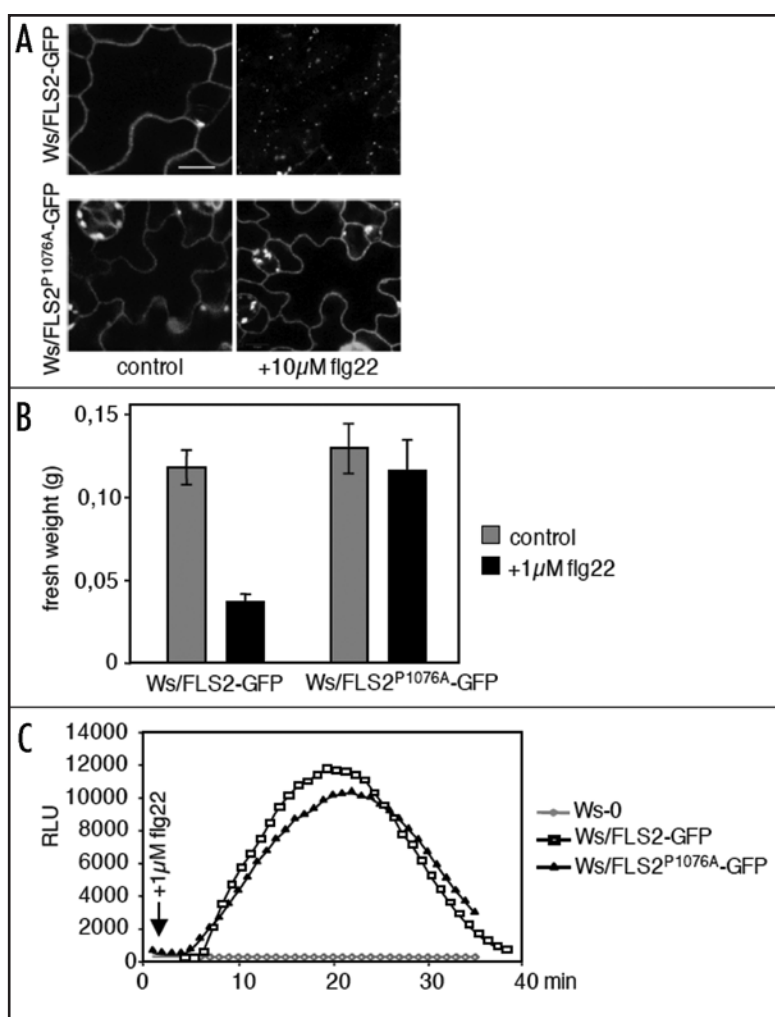 A
Ws/FLS2-GFP
Ws/FLS2P1076A-GFP
control
+10µM flg22
B
fresh weight (g)
0,15
0,10
0,05
0
Ws/FLS2-GFP
Ws/FLS2P1076A-GFP
control
+1µM flg22
C
RLU
14000
12000
10000
8000
6000
4000
2000
0
+1µM flg22
0 10 20 30 40 min
Ws-0
Ws/FLS2-GFP
Ws/FLS2P1076A-GFP